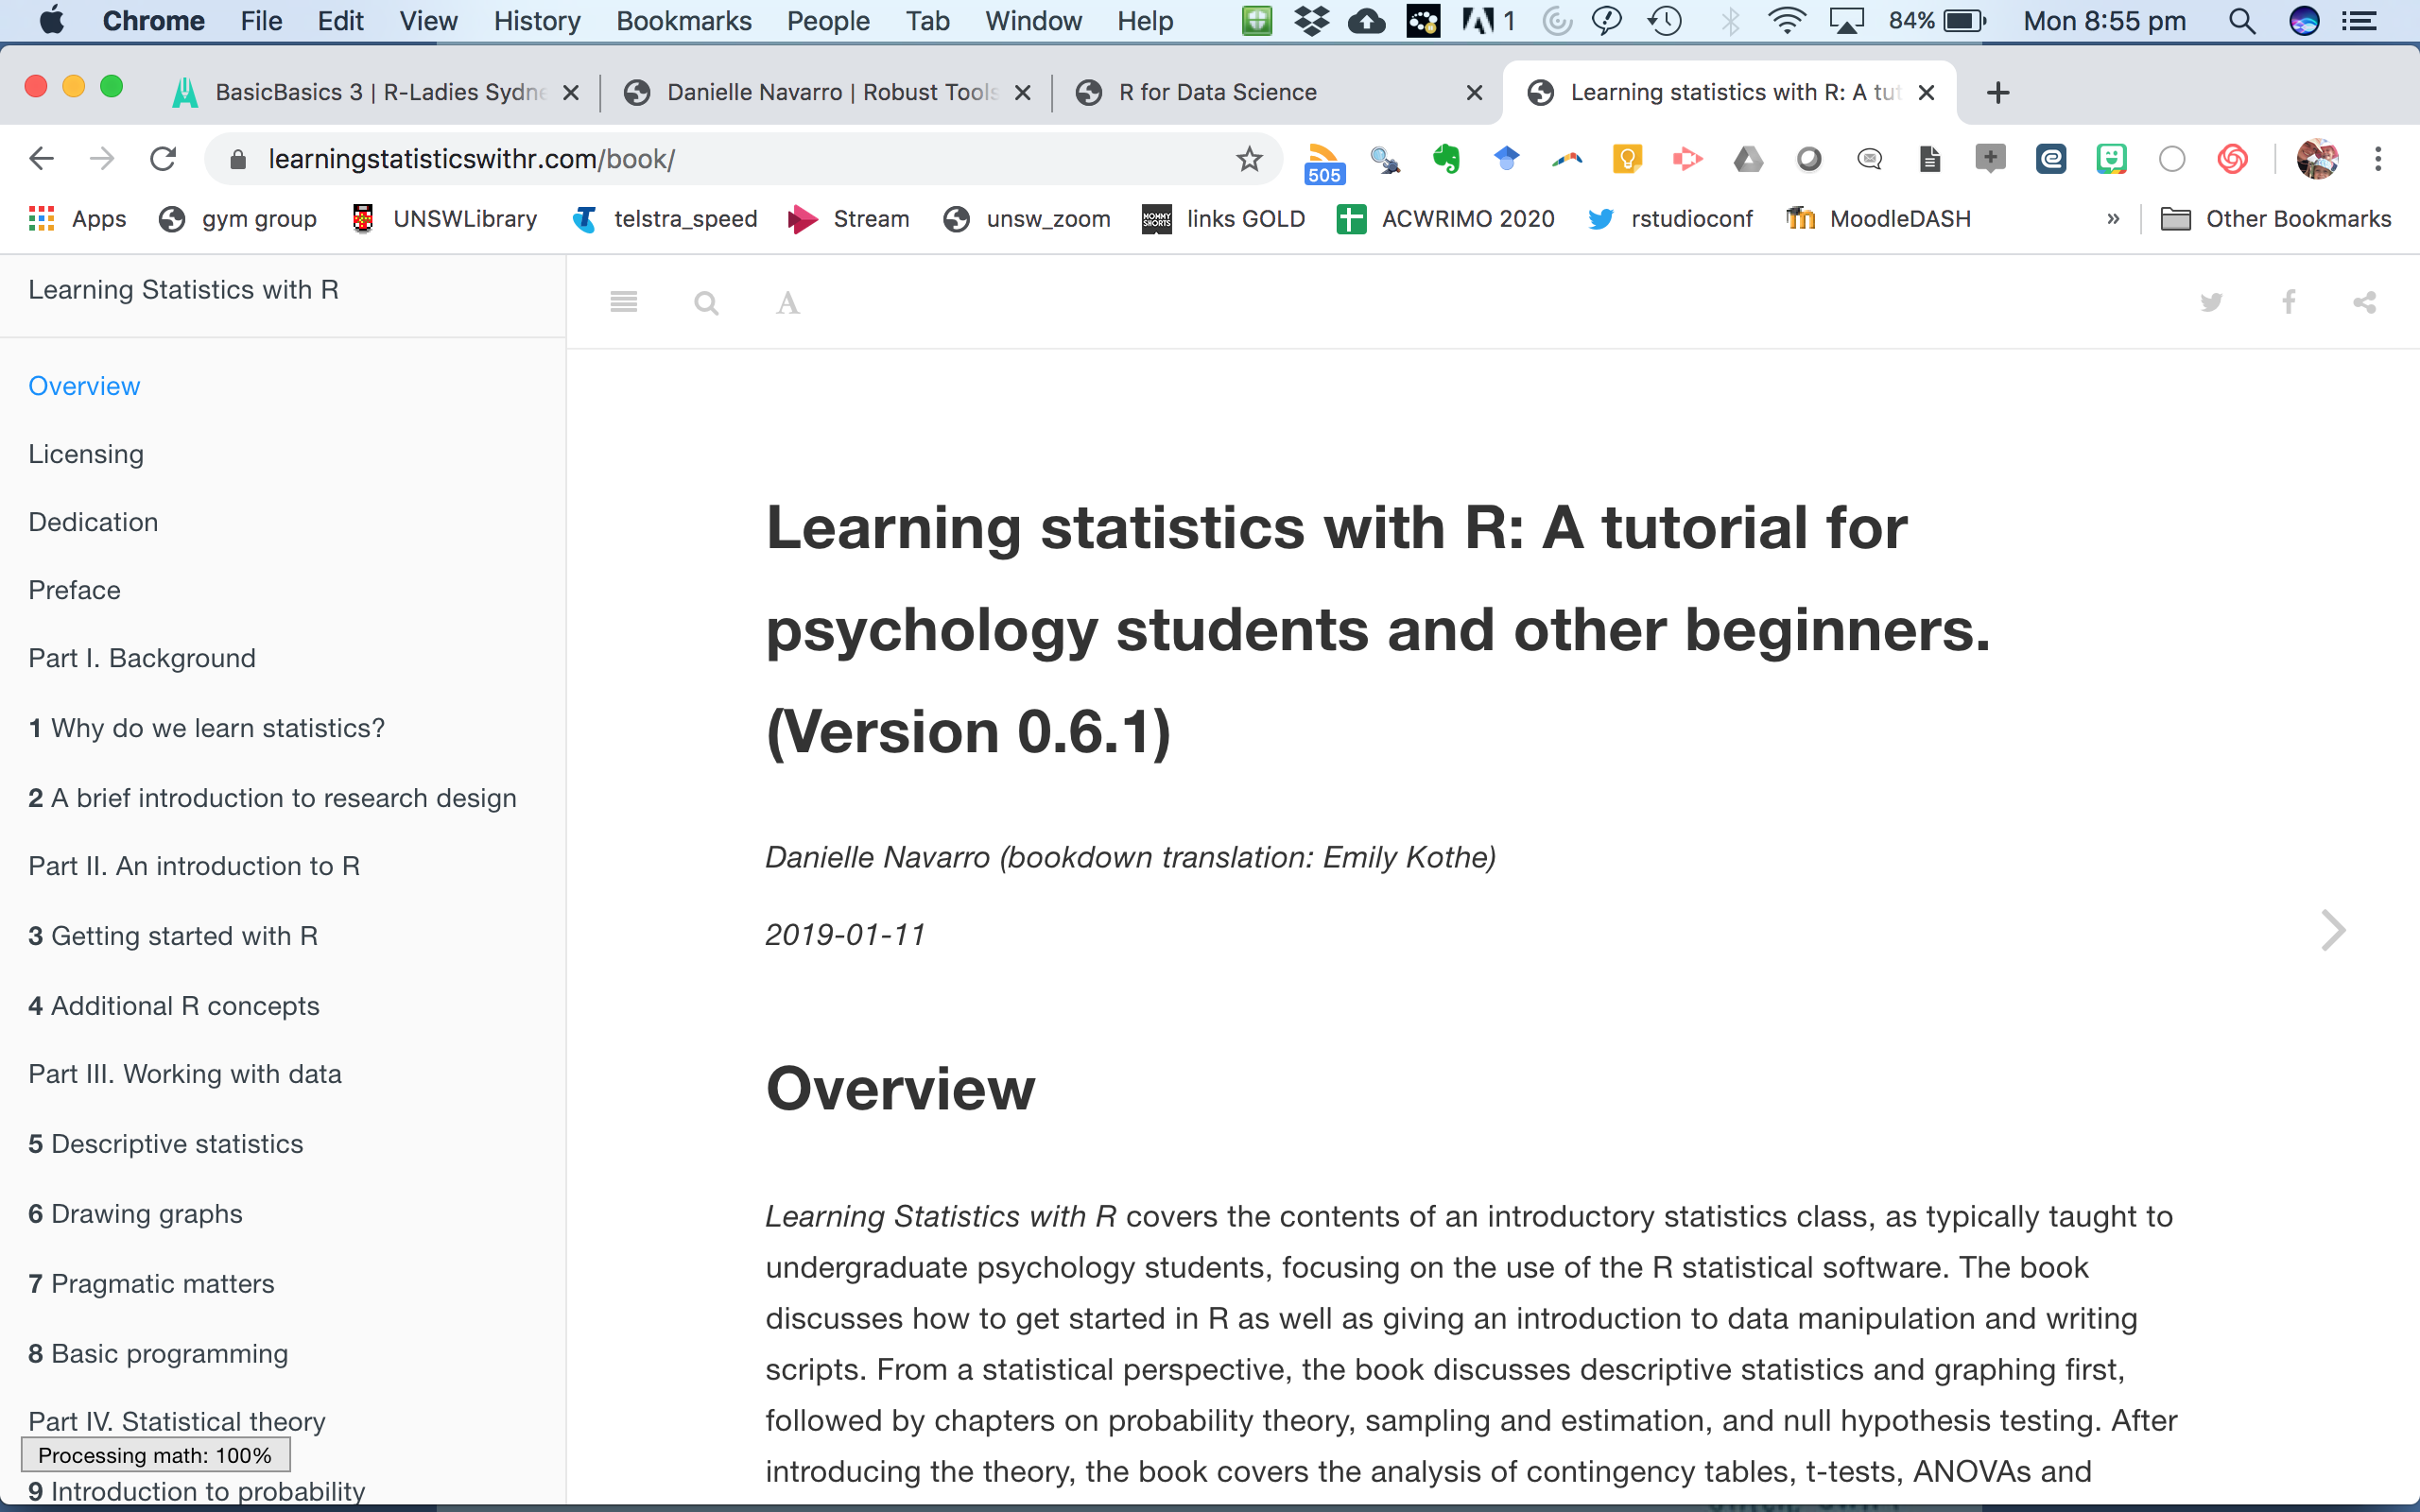 Chrome File Edit View History Bookmarks People Tab Window Help 1 84% Mon 8:55 pm
BasicBasics 3 | R-Ladies Sydne Danielle Navarro | Robust Tools R for Data Science Learning statistics with R: A tut
learningstatisticswithr.com/book/ 505
Apps gym group UNSWLibrary telstra_speed Stream unsw_zoom MOMMY SHORTS links GOLD ACWRIMO 2020 rstudioconf MoodleDASH » Other Bookmarks
Learning Statistics with R
A
Overview
Licensing
Dedication
Preface
Part I. Background
1 Why do we learn statistics?
2 A brief introduction to research design
Part II. An introduction to R
3 Getting started with R
4 Additional R concepts
Part III. Working with data
5 Descriptive statistics
6 Drawing graphs
7 Pragmatic matters
8 Basic programming
Part IV. Statistical theory
Processing math: 100%
9 Introduction to probability
Learning statistics with R: A tutorial for
psychology students and other beginners.
(Version 0.6.1)
Danielle Navarro (bookdown translation: Emily Kothe)
2019-01-11
Overview
Learning Statistics with R covers the contents of an introductory statistics class, as typically taught to
undergraduate psychology students, focusing on the use of the R statistical software. The book
discusses how to get started in R as well as giving an introduction to data manipulation and writing
scripts. From a statistical perspective, the book discusses descriptive statistics and graphing first,
followed by chapters on probability theory, sampling and estimation, and null hypothesis testing. After
introducing the theory, the book covers the analysis of contingency tables, t-tests, ANOVAs and